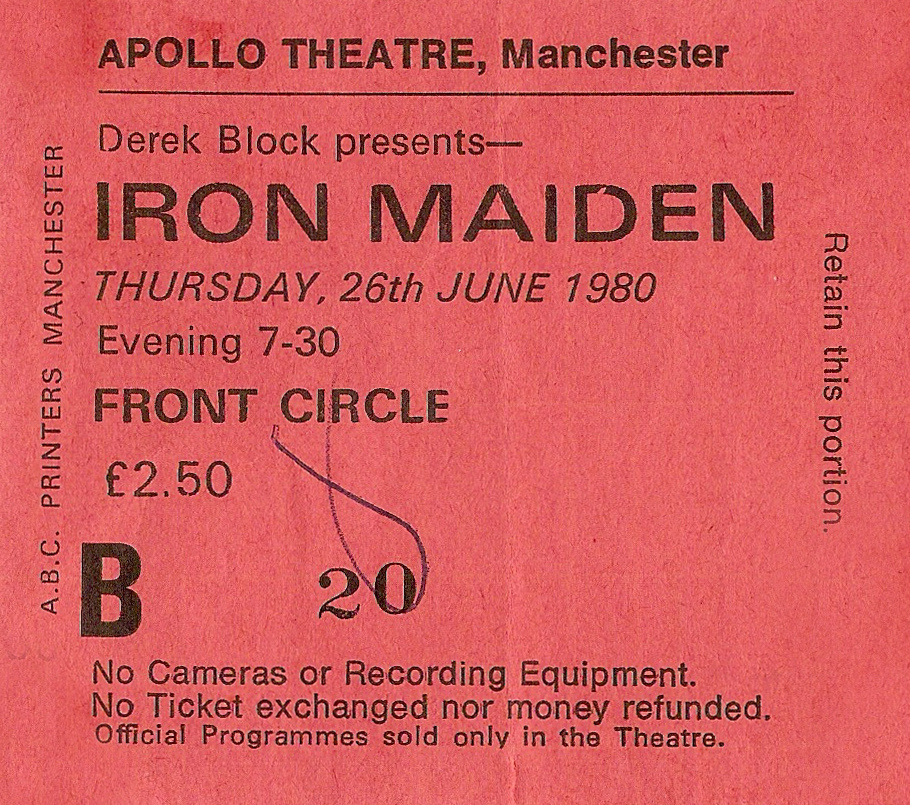 APOLLO THEATRE, Manchester
Derek Block presents—
IRON MAIDEN
THURSDAY, 26th JUNE 1980
Evening 7-30
FRONT CIRCLE
£2.50
B 20
No Cameras or Recording Equipment.
No Ticket exchanged nor money refunded.
Official Programmes sold only in the Theatre.
A.B.C. PRINTERS MANCHESTER
Retain this portion.